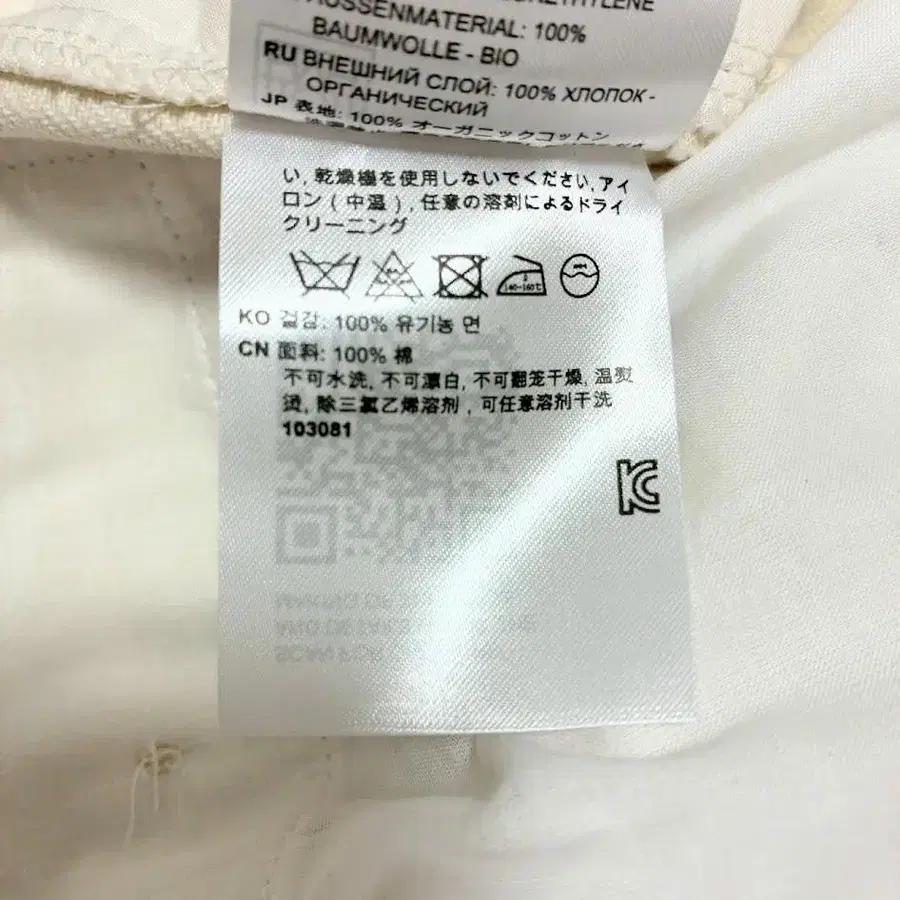 AUSSENMATERIAL: 100%
BAUMWOLLE - BIO
RU ВНЕШНИЙ СЛОЙ: 100% ХЛОПОК -
ОРГАНИЧЕСКИЙ
JP 表地: 100% オーガニックコットン
い, 乾燥機を使用しないでください, アイ
ロン ( 中温 ) , 任意の溶剤によるドライ
クリーニング
140-160℃
KO 겉감: 100% 유기농 면
CN 面料: 100% 棉
不可水洗, 不可漂白, 不可翻笼干燥, 温熨
烫, 除三氯乙烯溶剂 , 可任意溶剂干洗
103081